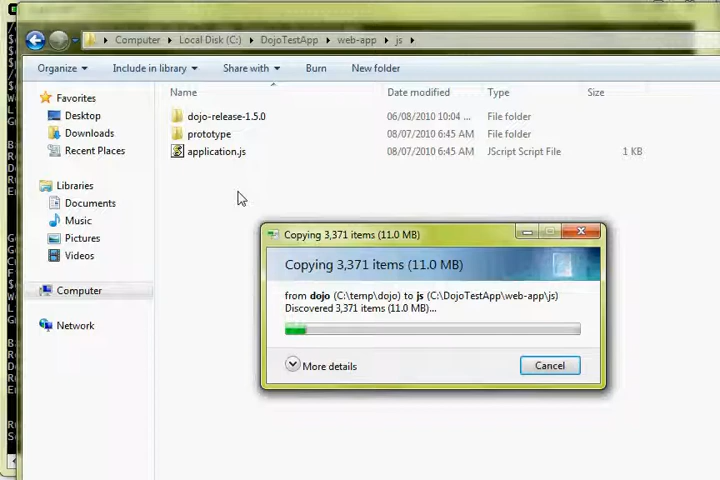 Computer Local Disk (C:) DojoTestApp web-app js
Organize Include in library Share with Burn New folder
Name Date modified Type Size
Favorites
Desktop
Downloads
Recent Places
Libraries
Documents
Music
Pictures
Videos
Computer
Network
dojo-release-1.5.0 06/08/2010 10:04 ... File folder
prototype 08/07/2010 6:45 AM File folder
application.js 08/07/2010 6:45 AM JScript Script File 1 KB
Copying 3,371 items (11.0 MB)
Copying 3,371 items (11.0 MB)
from dojo (C:\temp\dojo) to js (C:\DojoTestApp\web-app\js)
Discovered 3,371 items (11.0 MB)...
More details Cancel